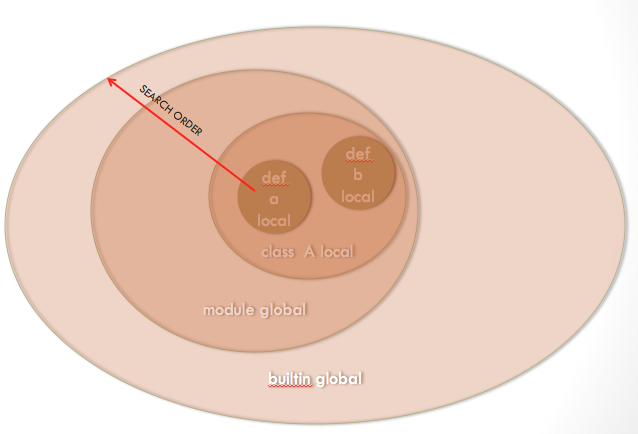 SEARCH ORDER
def
a
local
def
b
local
class A local
module global
builtin global